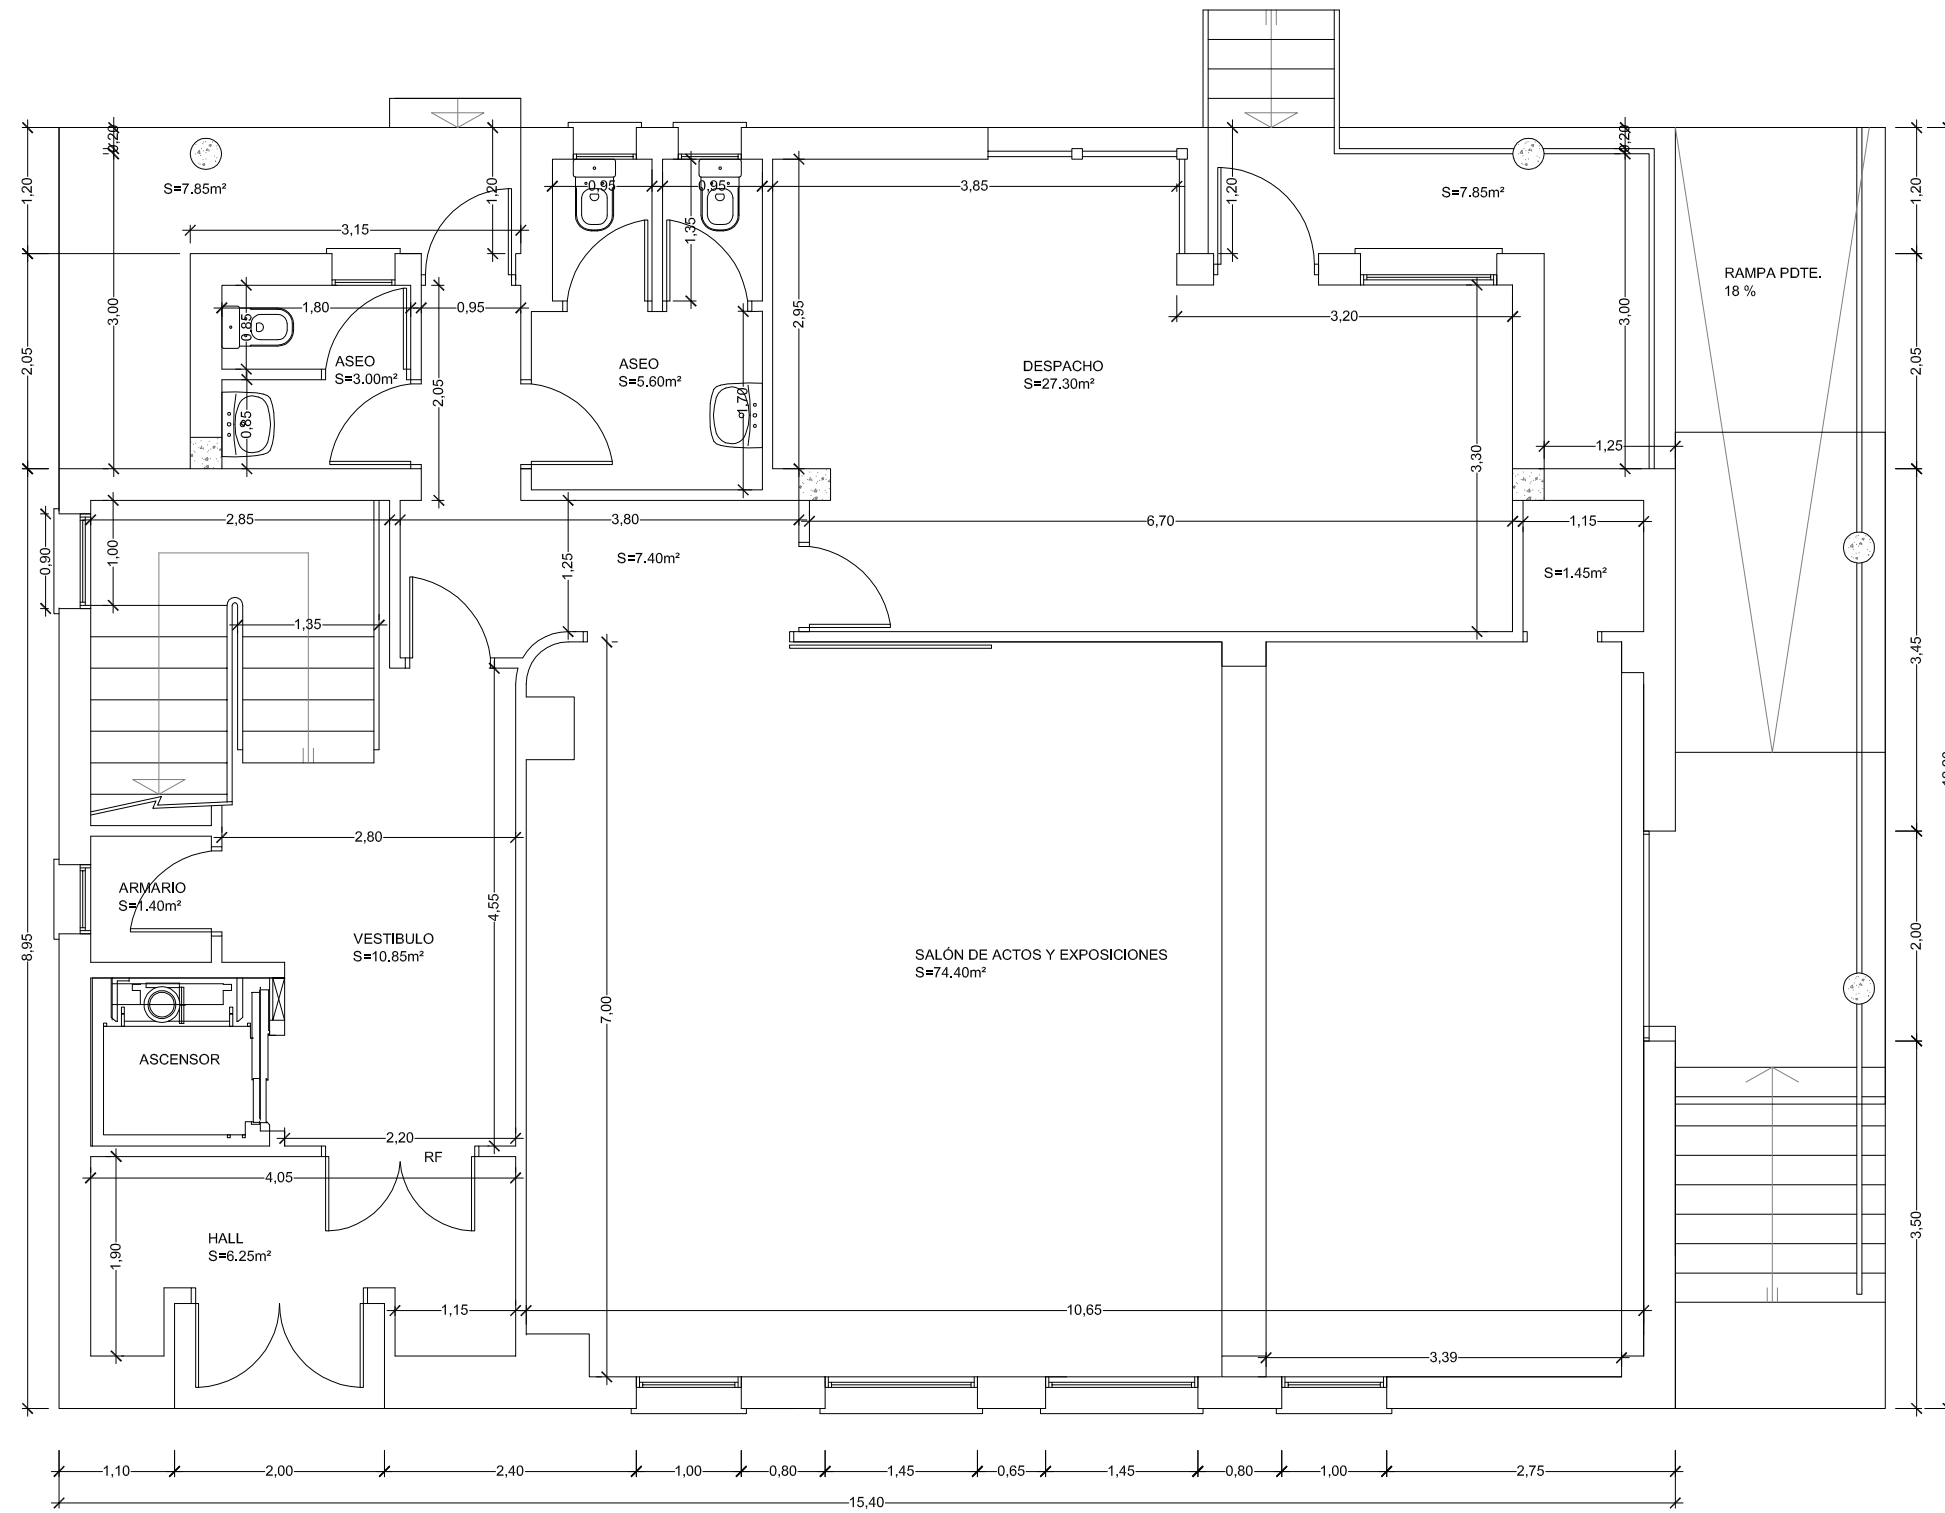 0,20
1,20
S=7.85m²
3,15
1,20
0,95
0,95
1,35
3,85
1,20
S=7.85m²
0,20
1,20
3,00
2,05
1,80
0,85
0,95
ASEO
S=3.00m²
0,85
2,05
ASEO
S=5.60m²
1,70
2,95
DESPACHO
S=27.30m²
3,20
3,30
3,00
1,25
RAMPA PDTE.
18 %
2,05
0,90
2,85
1,00
1,35
3,80
1,25
S=7.40m²
6,70
1,15
S=1.45m²
3,45
2,80
ARMARIO
S=1.40m²
4,55
VESTIBULO
S=10.85m²
SALÓN DE ACTOS Y EXPOSICIONES
S=74.40m²
8,95
7,00
2,00
ASCENSOR
2,20
RF
4,05
HALL
S=6.25m²
1,90
1,15
10,65
3,39
3,50
1,10
2,00
2,40
1,00
0,80
1,45
0,65
1,45
0,80
1,00
2,75
15,40